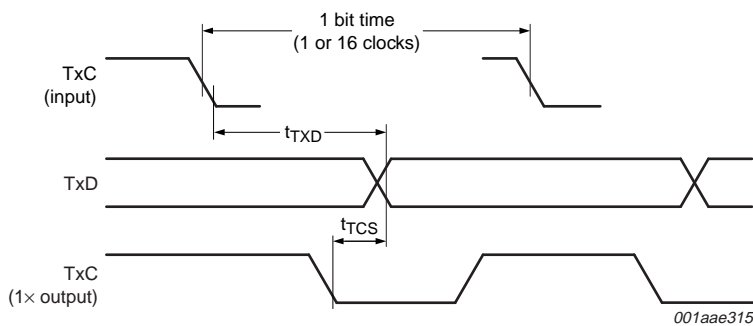 1 bit time
(1 or 16 clocks)
TxC
(input)
tTXD
TxD
tTCS
TxC
(1× output)
001aae315